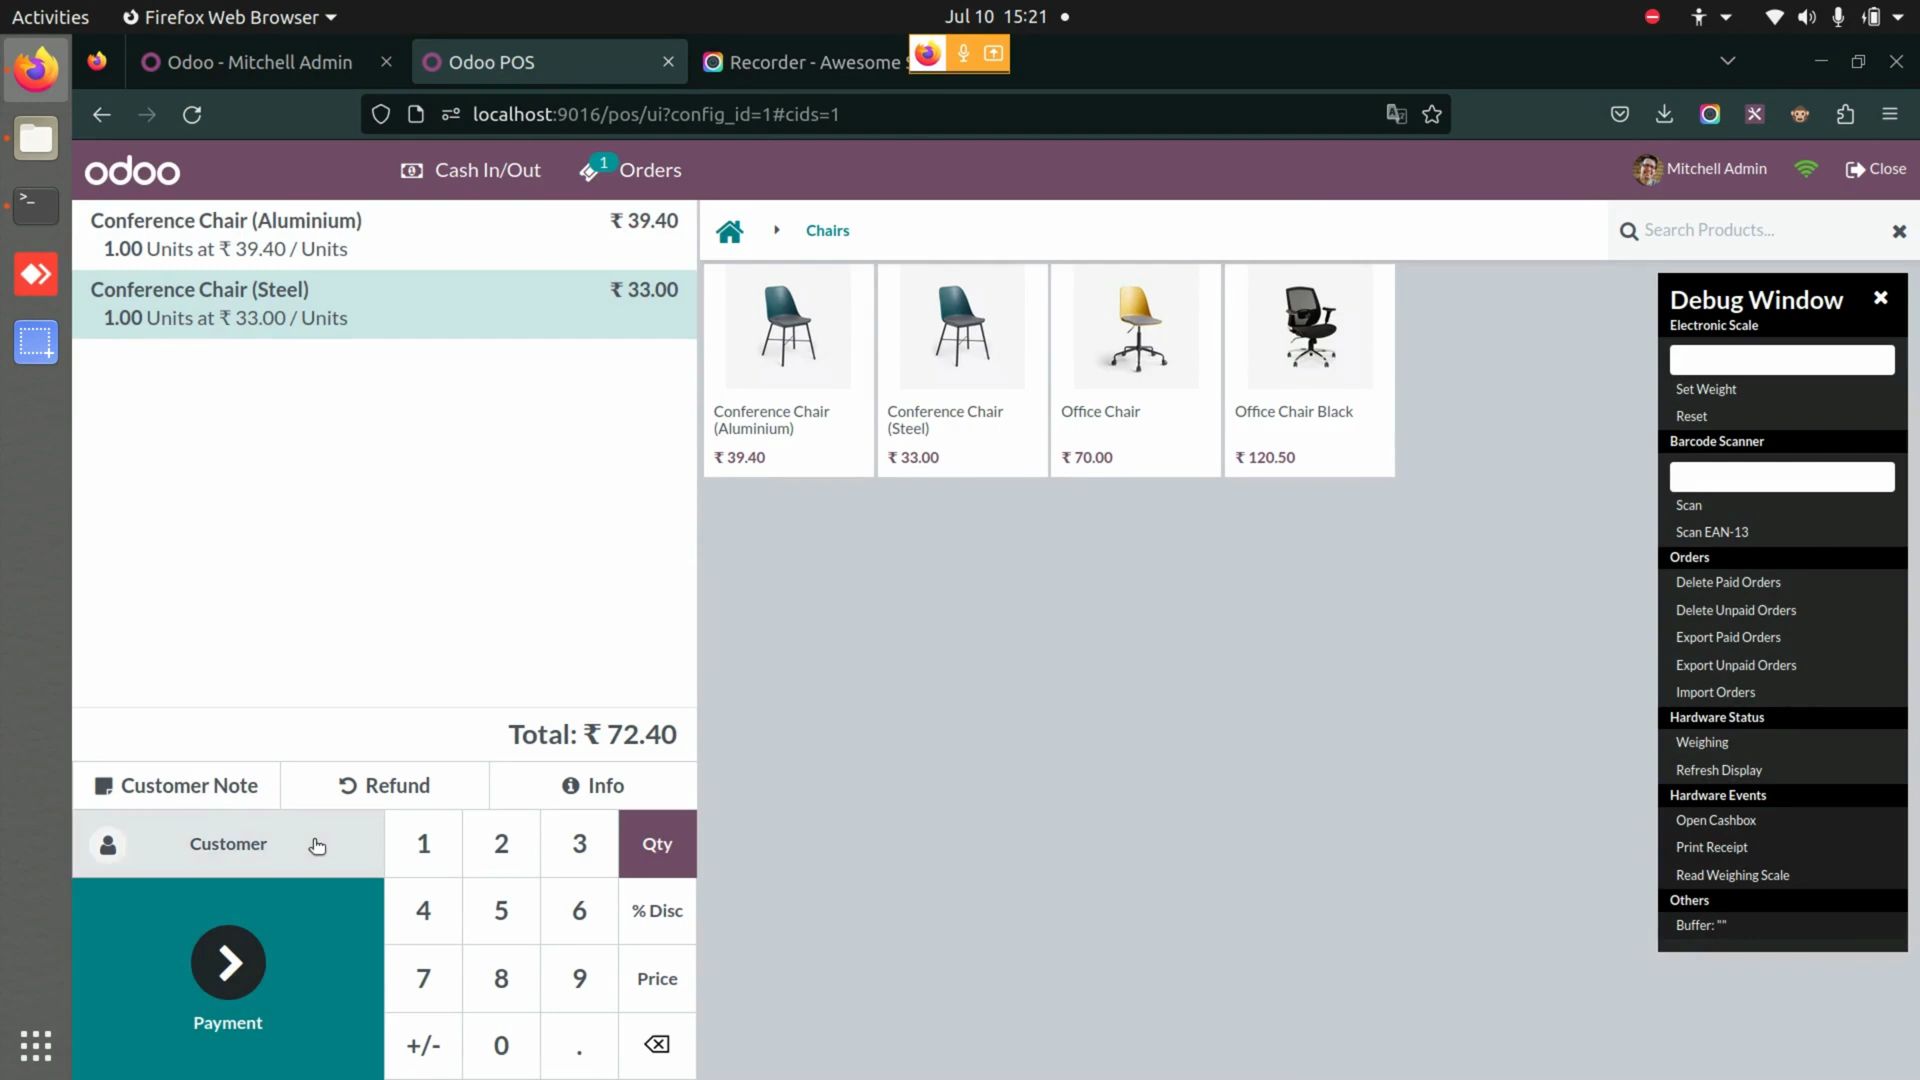 Activities
Firefox Web Browser
Jul 10 15:21
Odoo - Mitchell Admin
Odoo POS
Recorder - Awesome
localhost:9016/pos/ui?config_id=1#cids=1
odoo
Cash In/Out
1
Orders
Mitchell Admin
Close
Conference Chair (Aluminium)
₹ 39.40
1.00 Units at ₹ 39.40 / Units
Conference Chair (Steel)
₹ 33.00
1.00 Units at ₹ 33.00 / Units
Total: ₹ 72.40
Customer Note
Refund
Info
Customer
1
2
3
Qty
4
5
6
% Disc
7
8
9
Price
+/-
0
.
Payment
Chairs
Search Products...
Conference Chair
(Aluminium)
₹ 39.40
Conference Chair
(Steel)
₹ 33.00
Office Chair
₹ 70.00
Office Chair Black
₹ 120.50
Debug Window
Electronic Scale
Set Weight
Reset
Barcode Scanner
Scan
Scan EAN-13
Orders
Delete Paid Orders
Delete Unpaid Orders
Export Paid Orders
Export Unpaid Orders
Import Orders
Hardware Status
Weighing
Refresh Display
Hardware Events
Open Cashbox
Print Receipt
Read Weighing Scale
Others
Buffer: ""